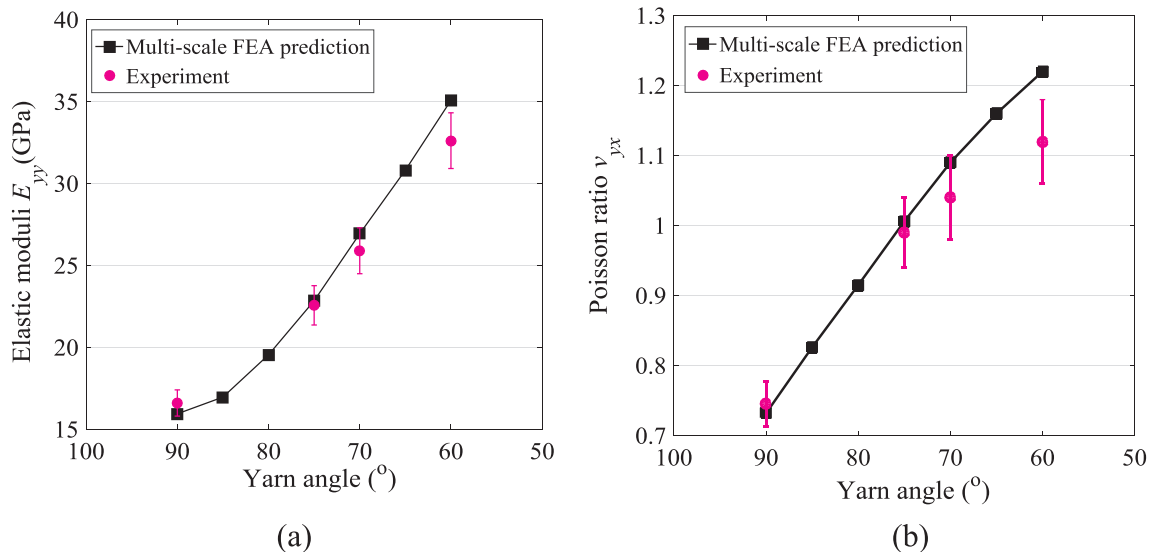 40
35
30
25
20
15
100
90
80
70
60
50
Elastic moduli E_yy (GPa)
Yarn angle (°)
Multi-scale FEA prediction
Experiment
(a)
1.3
1.2
1.1
1
0.9
0.8
0.7
100
90
80
70
60
50
Poisson ratio ν_yx
Yarn angle (°)
Multi-scale FEA prediction
Experiment
(b)